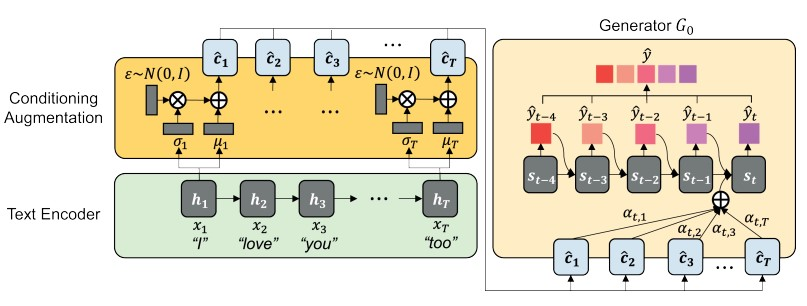 Generator G₀
ĉ₁ ĉ₂ ĉ₃ ... ĉ_T
ŷ
ε~N(0, I) ε~N(0, I)
Conditioning
Augmentation
... ...
σ₁ μ₁ σ_T μ_T
ŷ_{t-4} ŷ_{t-3} ŷ_{t-2} ŷ_{t-1} ŷ_t
s_{t-4} s_{t-3} s_{t-2} s_{t-1} s_t
Text Encoder
h₁ h₂ h₃ ... h_T
x₁ x₂ x₃ x_T
"I" "love" "you" "too"
α_{t,1} α_{t,2} α_{t,3} α_{t,T}
ĉ₁ ĉ₂ ĉ₃ ... ĉ_T